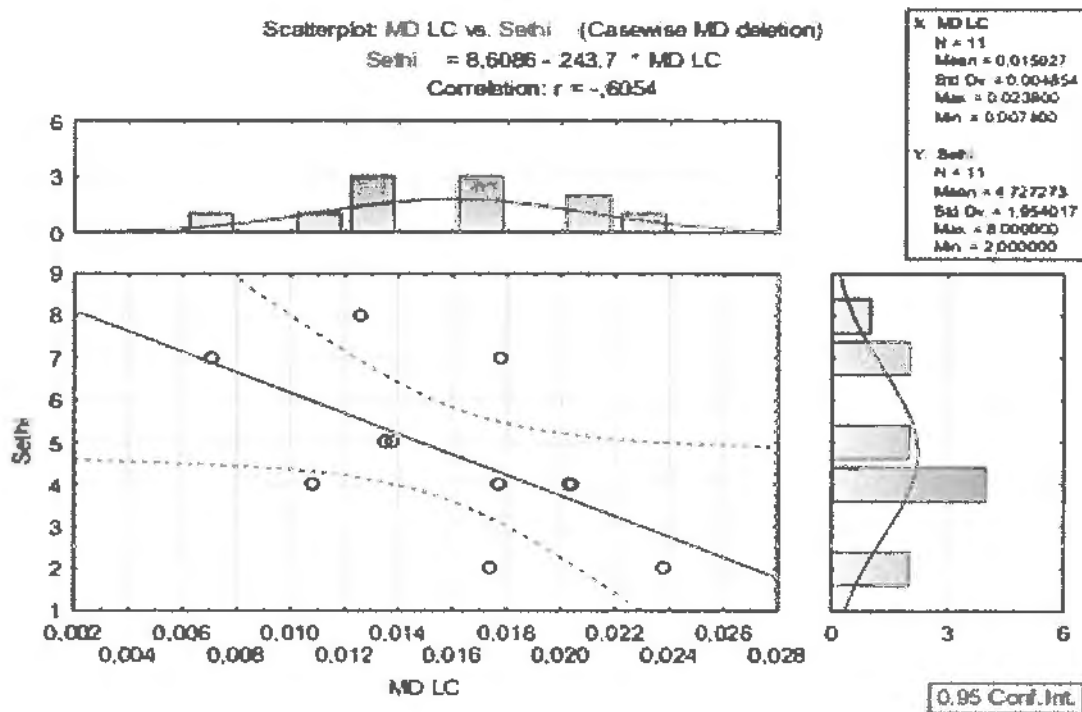 Scatterplot: MD LC vs. Sethi (Casewise MD deletion)
Sethi = 8,6086 - 243,7 * MD LC
Correlation: r = -,6054
X: MD LC
N = 11
Mean = 0,015927
Std Dv. = 0,004854
Max. = 0,023800
Min. =
Y: Sethi
N = 11
Mean = 4,727273
Std Dv. = 1,954017
Max. = 8,000000
Min. = 2,000000
6
3
0
9
8
7
6
5
4
3
2
1
Sethi
0,002 0,006 0,010 0,014 0,018 0,022 0,026
0,004 0,008 0,012 0,016 0,020 0,024 0,028
MD LC
0 3 6
0,95 Conf.Int.